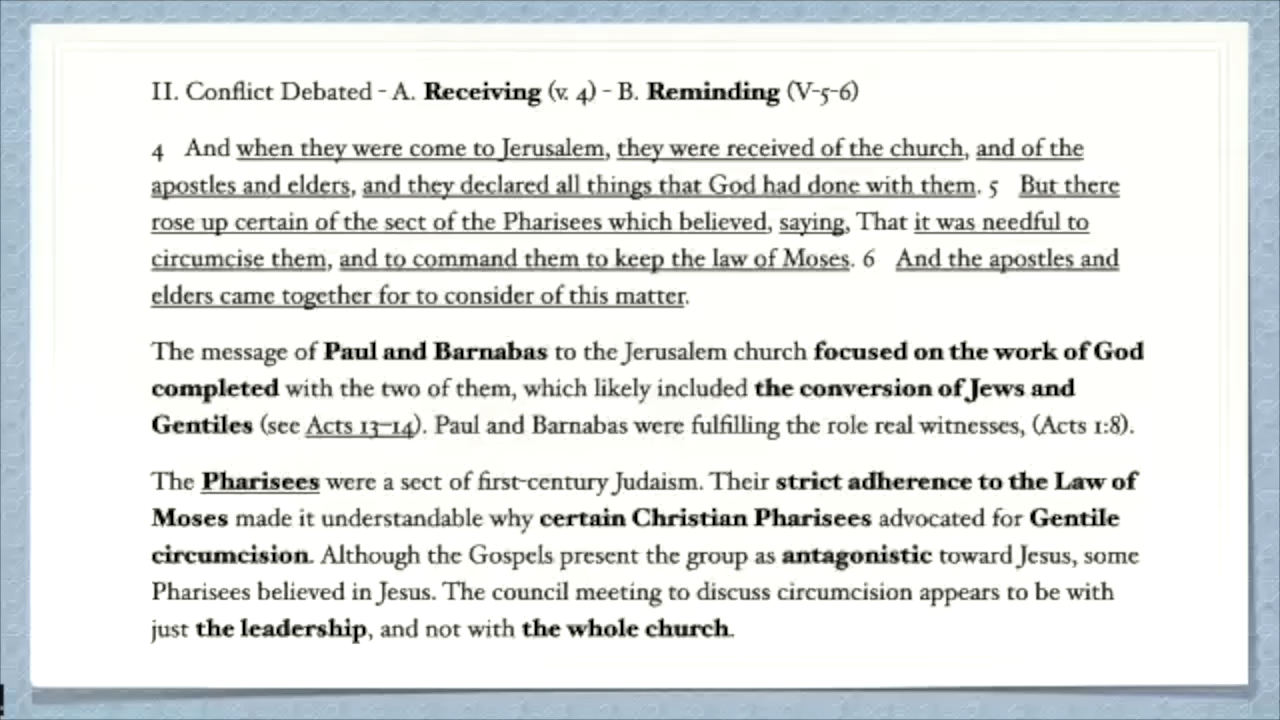 II. Conflict Debated - A. Receiving (v. 4) - B. Reminding (V-5-6)
4 And when they were come to Jerusalem, they were received of the church, and of the
apostles and elders, and they declared all things that God had done with them. 5 But there
rose up certain of the sect of the Pharisees which believed, saying, That it was needful to
circumcise them, and to command them to keep the law of Moses. 6 And the apostles and
elders came together for to consider of this matter.
The message of Paul and Barnabas to the Jerusalem church focused on the work of God
completed with the two of them, which likely included the conversion of Jews and
Gentiles (see Acts 13–14). Paul and Barnabas were fulfilling the role real witnesses, (Acts 1:8).
The Pharisees were a sect of first-century Judaism. Their strict adherence to the Law of
Moses made it understandable why certain Christian Pharisees advocated for Gentile
circumcision. Although the Gospels present the group as antagonistic toward Jesus, some
Pharisees believed in Jesus. The council meeting to discuss circumcision appears to be with
just the leadership, and not with the whole church.